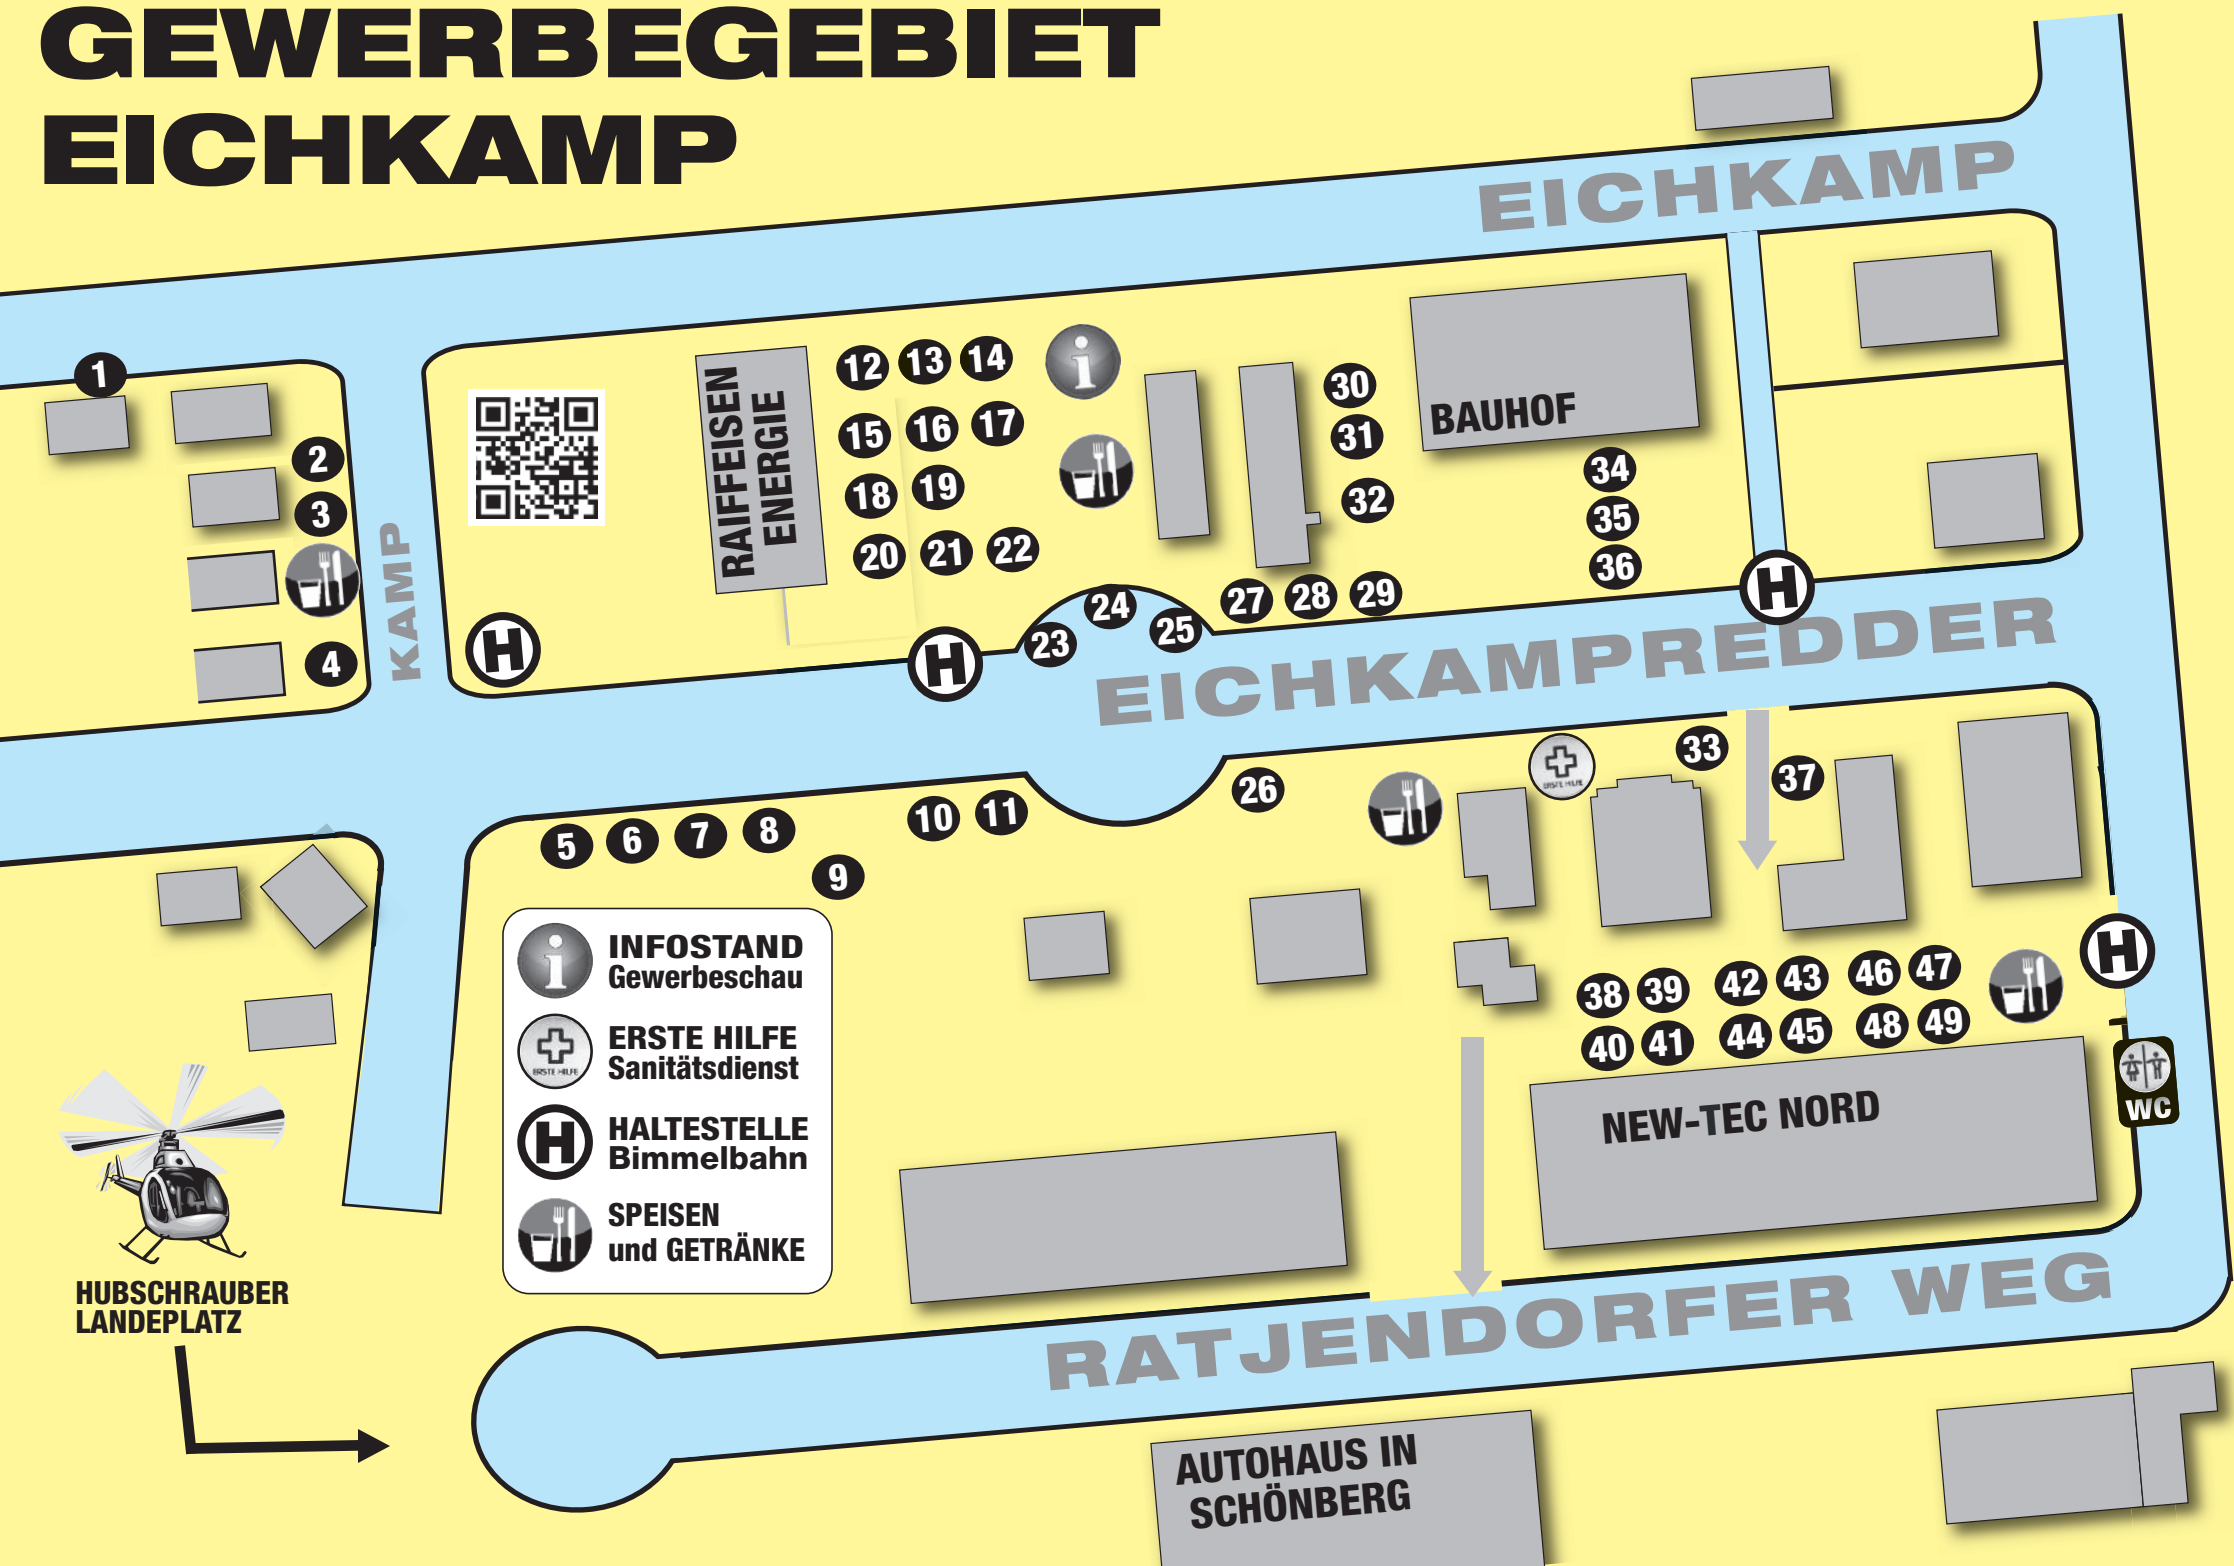 GEWERBEGEBIET
EICHKAMP
EICHKAMP
1
2
3
4
KAMP
RAIFFEISEN
ENERGIE
12 13 14
15 16 17
18 19
20 21 22
i
30
31
32
BAUHOF
34
35
36
H
H
H
23 24 25
27 28 29
EICHKAMPREDDER
5 6 7 8
9
10 11
26
ERSTE HILFE
33
37
H
38 39 42 43 46 47
40 41 44 45 48 49
WC
NEW-TEC NORD
i
INFOSTAND
Gewerbeschau
ERSTE HILFE
ERSTE HILFE
Sanitätsdienst
H
HALTESTELLE
Bimmelbahn
SPEISEN
und GETRÄNKE
HUBSCHRAUBER
LANDEPLATZ
RATJENDORFER WEG
AUTOHAUS IN
SCHÖNBERG